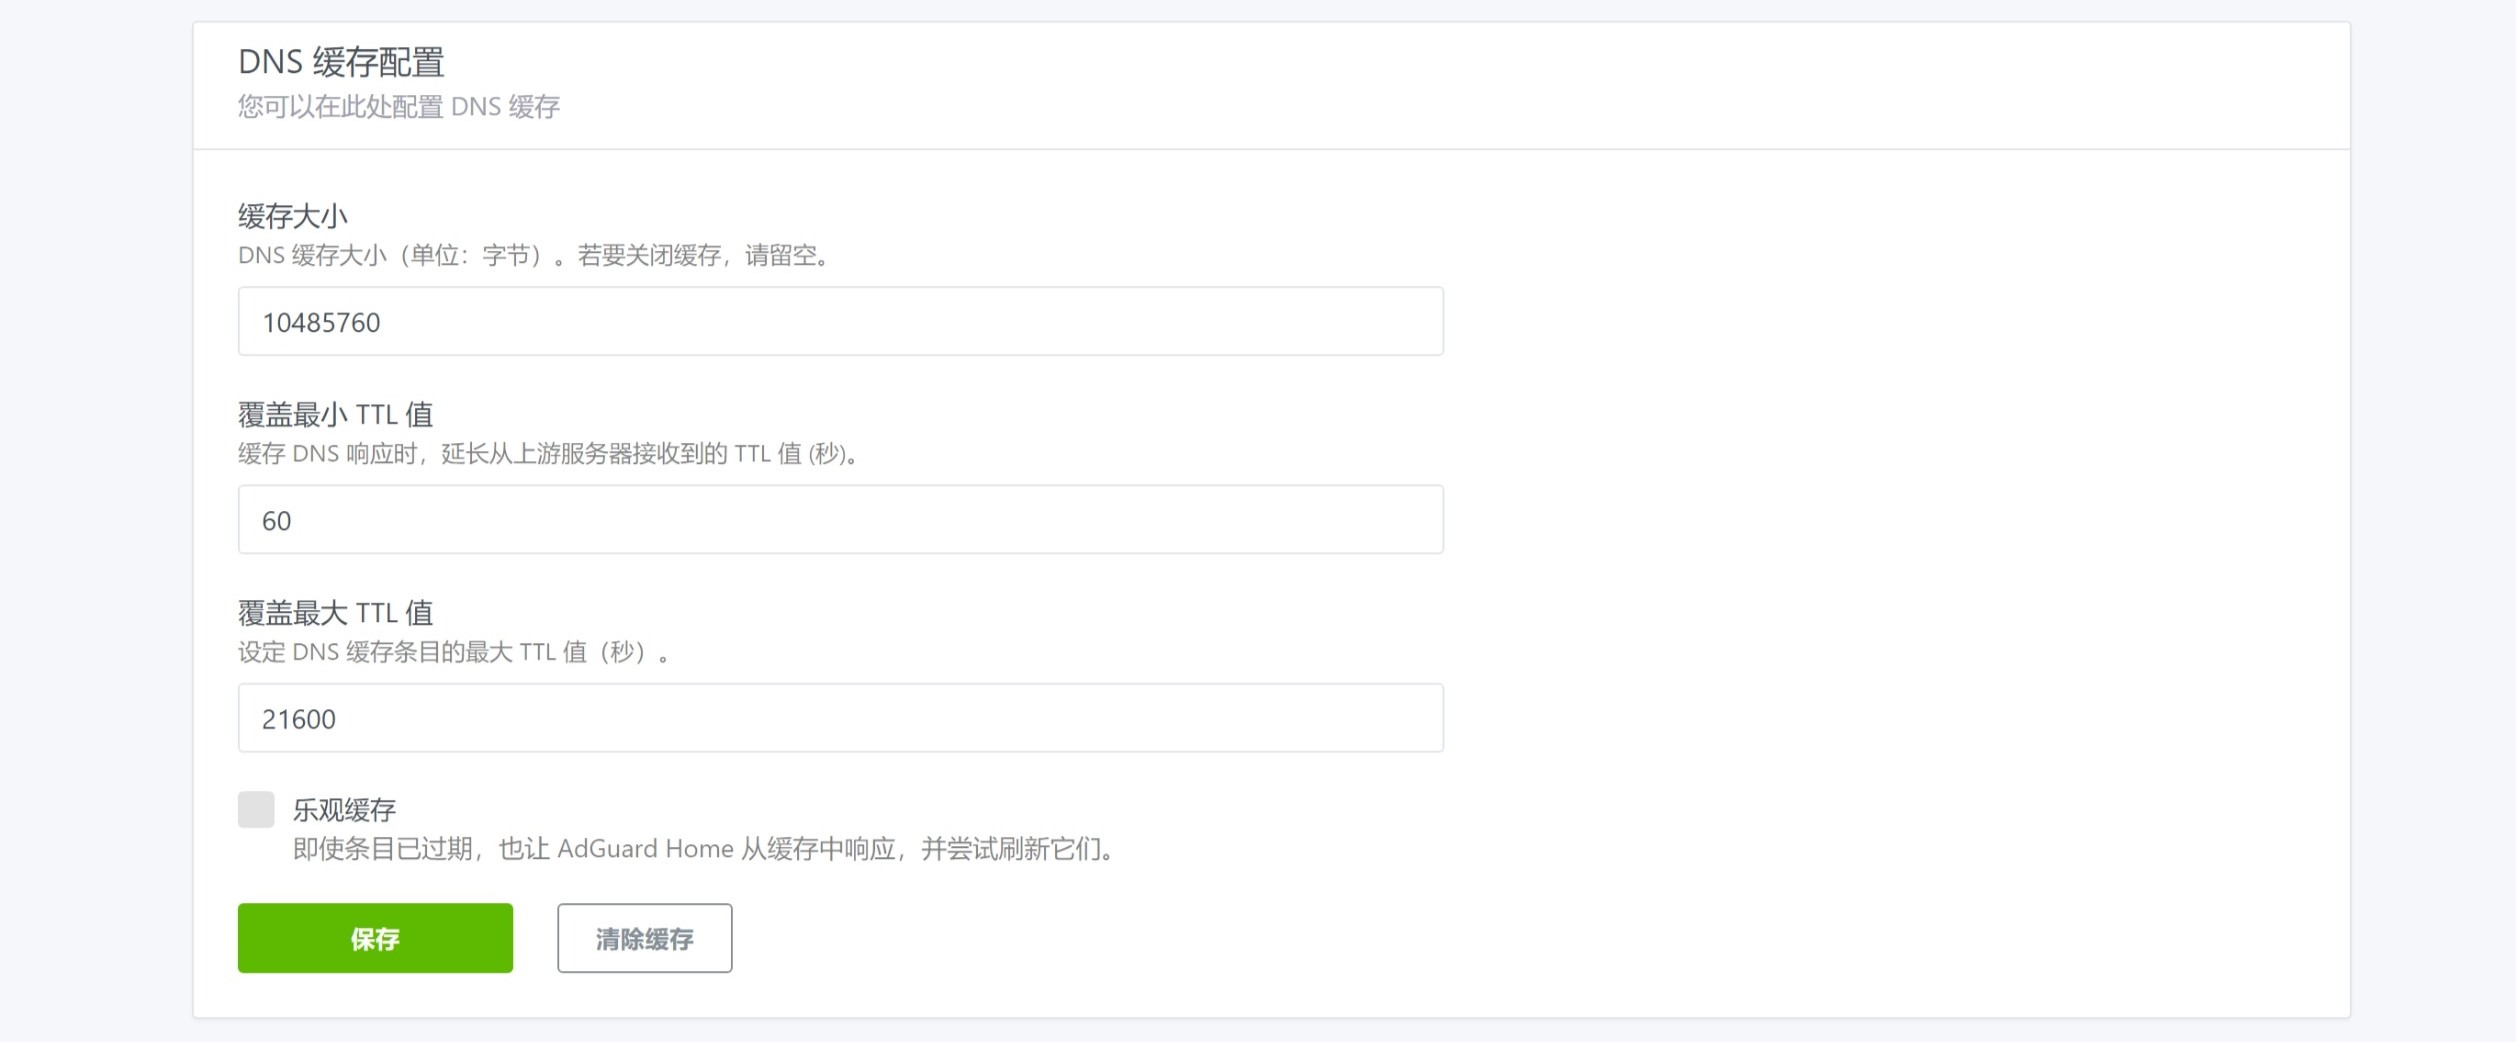 DNS 缓存配置
您可以在此处配置 DNS 缓存
缓存大小
DNS 缓存大小（单位：字节）。若要关闭缓存，请留空。
10485760
覆盖最小 TTL 值
缓存 DNS 响应时，延长从上游服务器接收到的 TTL 值 (秒)。
60
覆盖最大 TTL 值
设定 DNS 缓存条目的最大 TTL 值（秒）。
21600
乐观缓存
即使条目已过期，也让 AdGuard Home 从缓存中响应，并尝试刷新它们。
保存 清除缓存